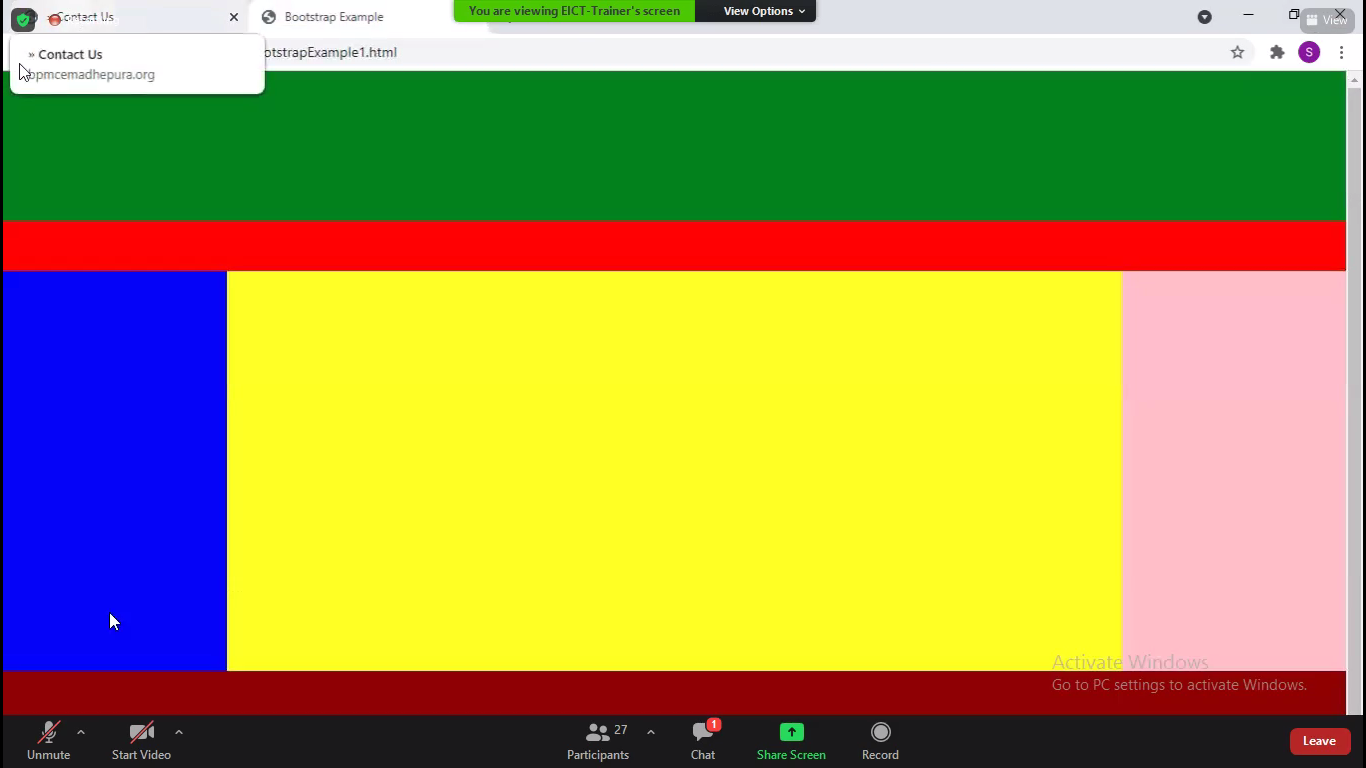 » Contact Us
Bootstrap Example
You are viewing EICT-Trainer's screen
View Options
View
» Contact Us
bpmcemadhepura.org
otstrapExample1.html
S
Activate Windows
Go to PC settings to activate Windows.
27
1
Unmute
Start Video
Participants
Chat
Share Screen
Record
Leave